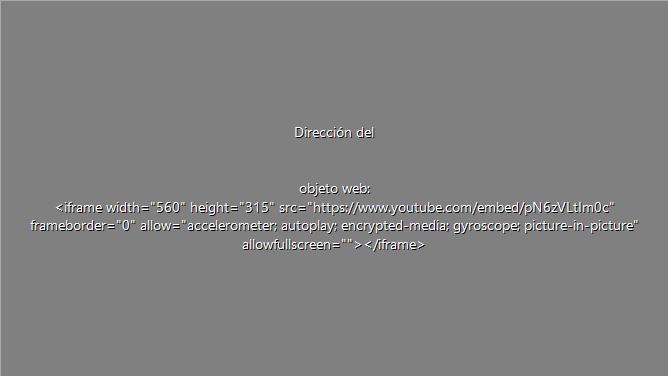 Dirección del
objeto web:
<iframe width="560" height="315" src="https://www.youtube.com/embed/pN6zVLtIm0c"
frameborder="0" allow="accelerometer; autoplay; encrypted-media; gyroscope; picture-in-picture"
allowfullscreen=""></iframe>